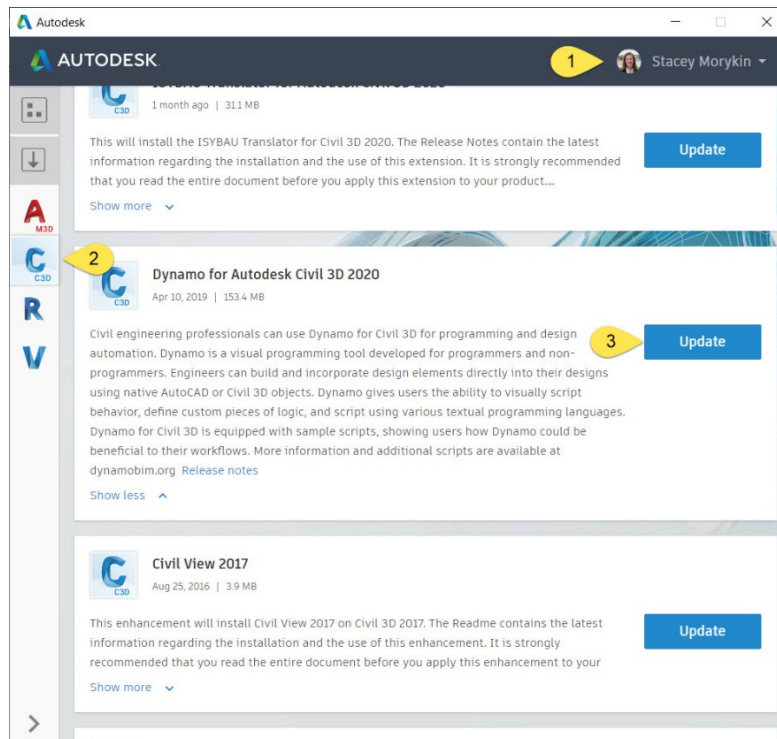 Autodesk
AUTODESK.
1
Stacey Morykin
ISYBAU Translator for Autodesk Civil 3D 2020
C3D
1 month ago | 31.1 MB
This will install the ISYBAU Translator for Civil 3D 2020. The Release Notes contain the latest
information regarding the installation and the use of this extension. It is strongly recommended
that you read the entire document before you apply this extension to your product....
Update
Show more
M3D
C3D
2
C3D
Dynamo for Autodesk Civil 3D 2020
Apr 10, 2019 | 153.4 MB
Civil engineering professionals can use Dynamo for Civil 3D for programming and design
automation. Dynamo is a visual programming tool developed for programmers and non-
programmers. Engineers can build and incorporate design elements directly into their designs
using native AutoCAD or Civil 3D objects. Dynamo gives users the ability to visually script
behavior, define custom pieces of logic, and script using various textual programming languages.
Dynamo for Civil 3D is equipped with sample scripts, showing users how Dynamo could be
beneficial to their workflows. More information and additional scripts are available at
dynamobim.org Release notes
3
Update
Show less
C3D
Civil View 2017
Aug 25, 2016 | 3.9 MB
This enhancement will install Civil View 2017 on Civil 3D 2017. The Readme contains the latest
information regarding the installation and the use of this enhancement. It is strongly
recommended that you read the entire document before you apply this enhancement to your
Update
Show more